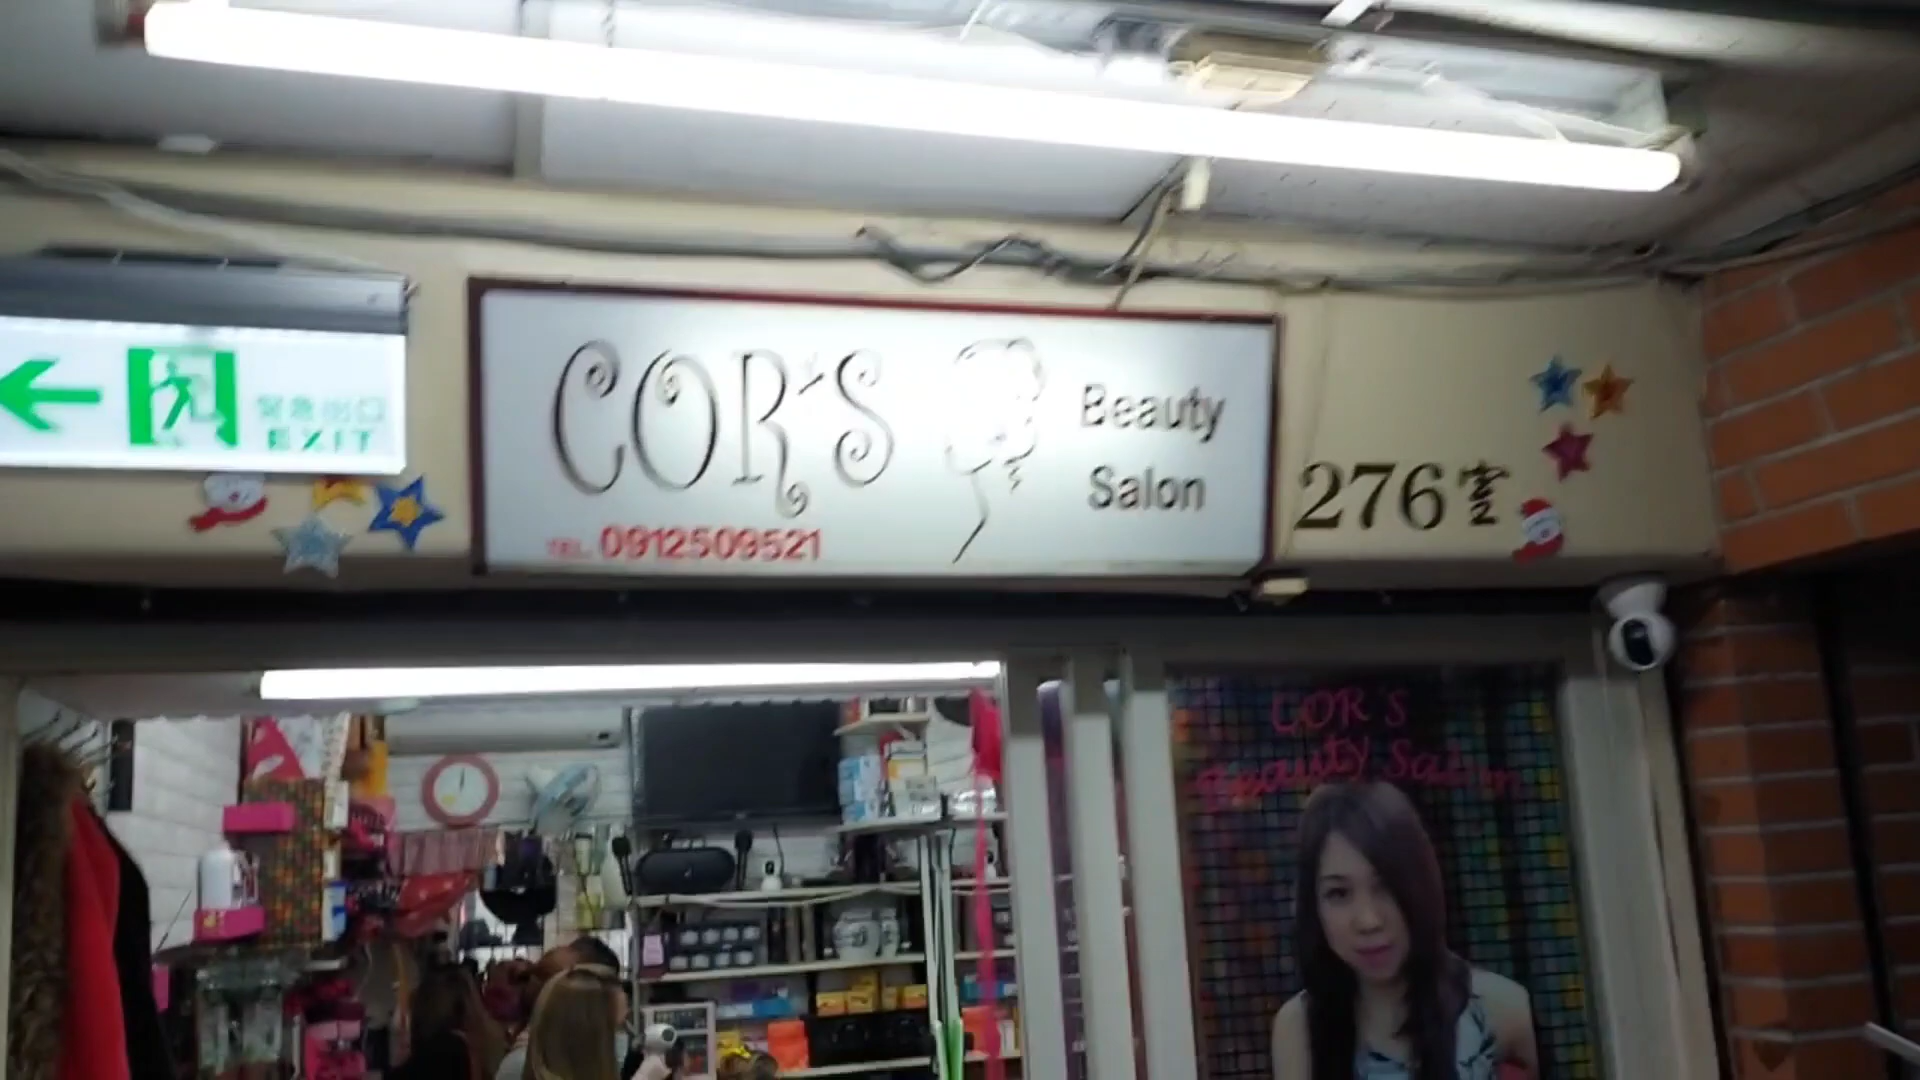 緊急出口
EXIT
COR'S
Beauty
Salon
TEL. 0912509521
276室
COR'S
Beauty Salon